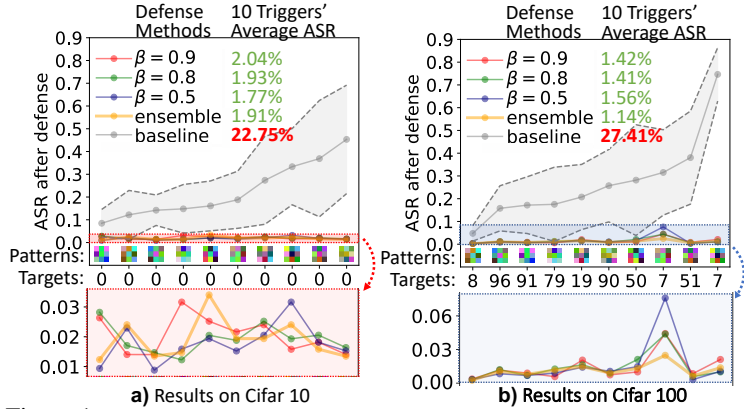 Defense Methods
10 Triggers' Average ASR
β = 0.9 2.04%
β = 0.8 1.93%
β = 0.5 1.77%
ensemble 1.91%
baseline 22.75%
ASR after defense
0.9
0.8
0.7
0.6
0.5
0.4
0.3
0.2
0.1
0.0
Patterns:
Targets: 0 0 0 0 0 0 0 0 0 0
0.03
0.02
0.01
a) Results on Cifar 10
Defense Methods
10 Triggers' Average ASR
β = 0.9 1.42%
β = 0.8 1.41%
β = 0.5 1.56%
ensemble 1.14%
baseline 27.41%
ASR after defense
0.9
0.8
0.7
0.6
0.5
0.4
0.3
0.2
0.1
0.0
Patterns:
Targets: 8 96 91 79 19 90 50 7 51 7
0.06
0.03
0.00
b) Results on Cifar 100